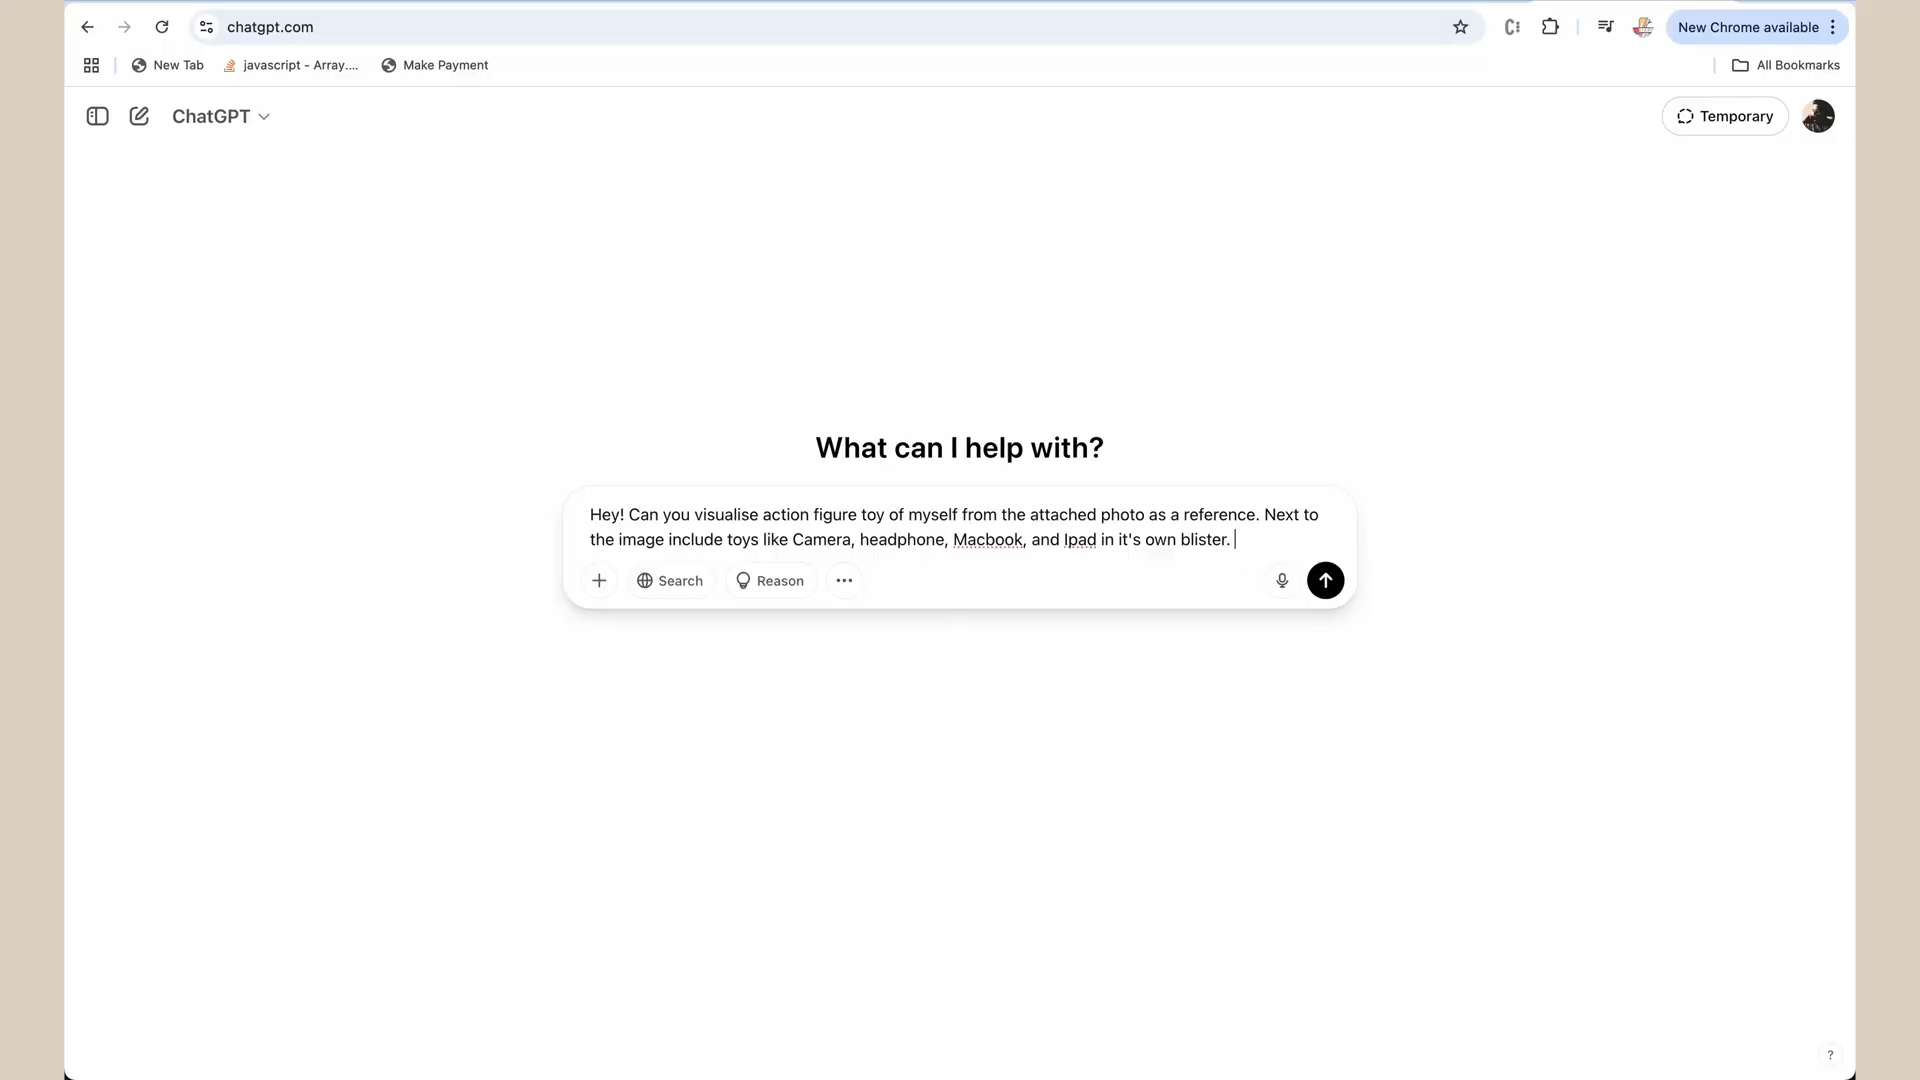 chatgpt.com
New Chrome available
New Tab
javascript - Array....
Make Payment
All Bookmarks
ChatGPT
Temporary
What can I help with?
Hey! Can you visualise action figure toy of myself from the attached photo as a reference. Next to
the image include toys like Camera, headphone, Macbook, and Ipad in it's own blister.
Search
Reason
?